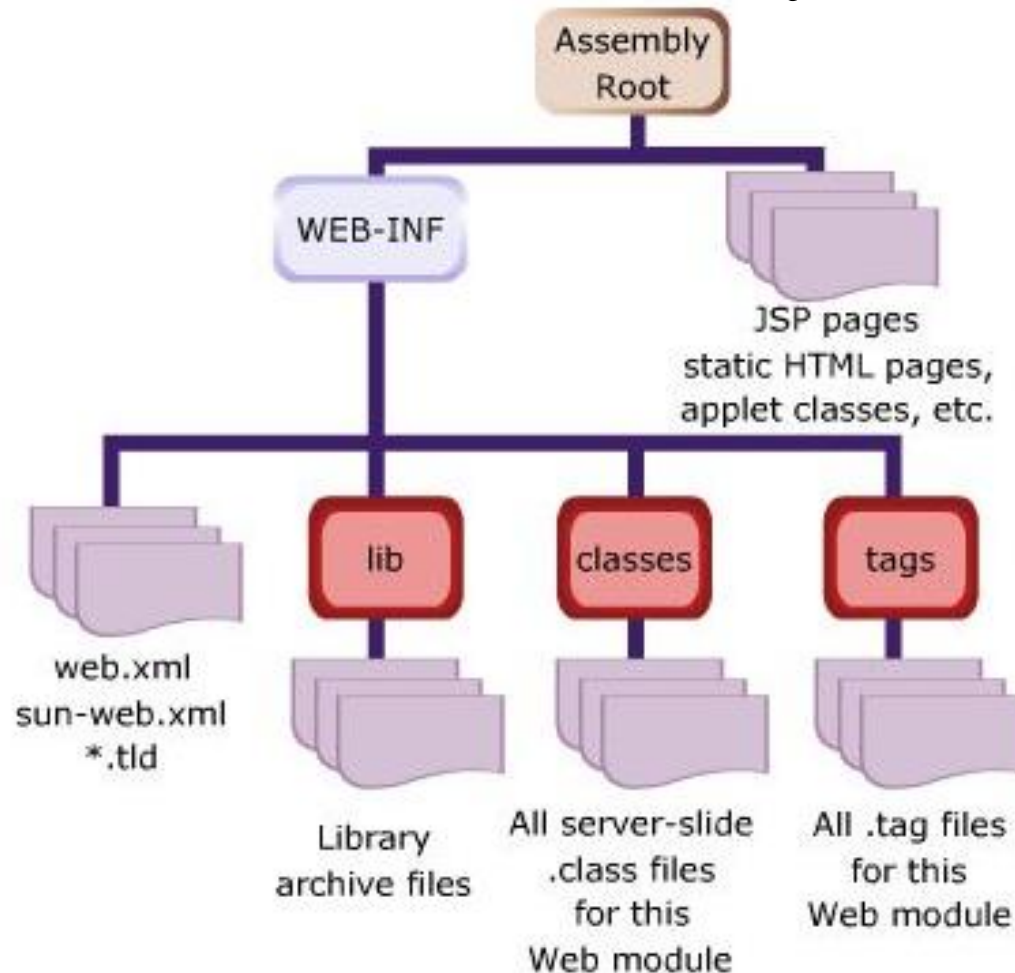 Assembly
Root
WEB-INF
JSP pages
static HTML pages,
applet classes, etc.
lib
classes
tags
web.xml
sun-web.xml
*.tld
Library
archive files
All server-slide
.class files
for this
Web module
All .tag files
for this
Web module